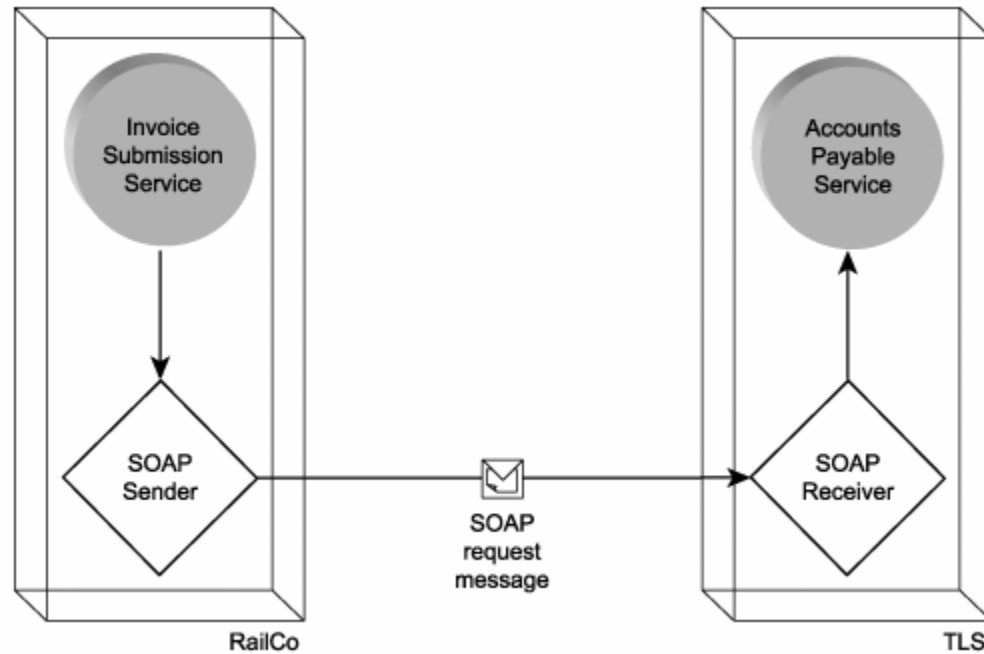 Invoice
Submission
Service
Accounts
Payable
Service
SOAP
Sender
SOAP
request
message
SOAP
Receiver
RailCo
TLS